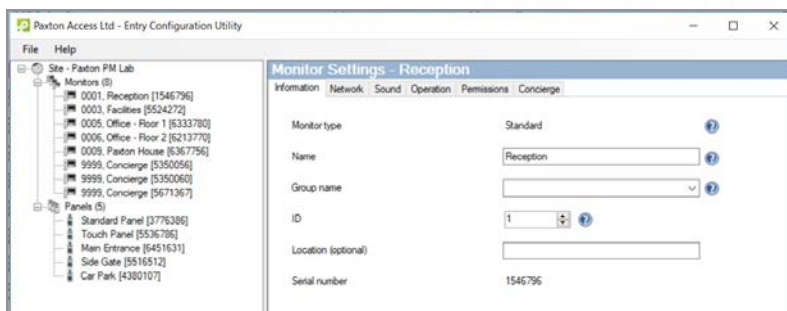 Paxton Access Ltd - Entry Configuration Utility
File Help
Site - Paxton PM Lab
Monitors (8)
0001, Reception [1546796]
0003, Facilities [5524272]
0005, Office - Floor 1 [6333780]
0006, Office - Floor 2 [6213770]
0009, Paxton House [6367756]
9999, Concierge [5350056]
9999, Concierge [5350060]
9999, Concierge [5671367]
Panels (5)
Standard Panel [3776386]
Touch Panel [5536786]
Main Entrance [6451631]
Side Gate [5516512]
Car Park [4380107]
Monitor Settings - Reception
Information Network Sound Operation Permissions Concierge
Monitor type Standard
Name Reception
Group name
ID 1
Location (optional)
Serial number 1546796